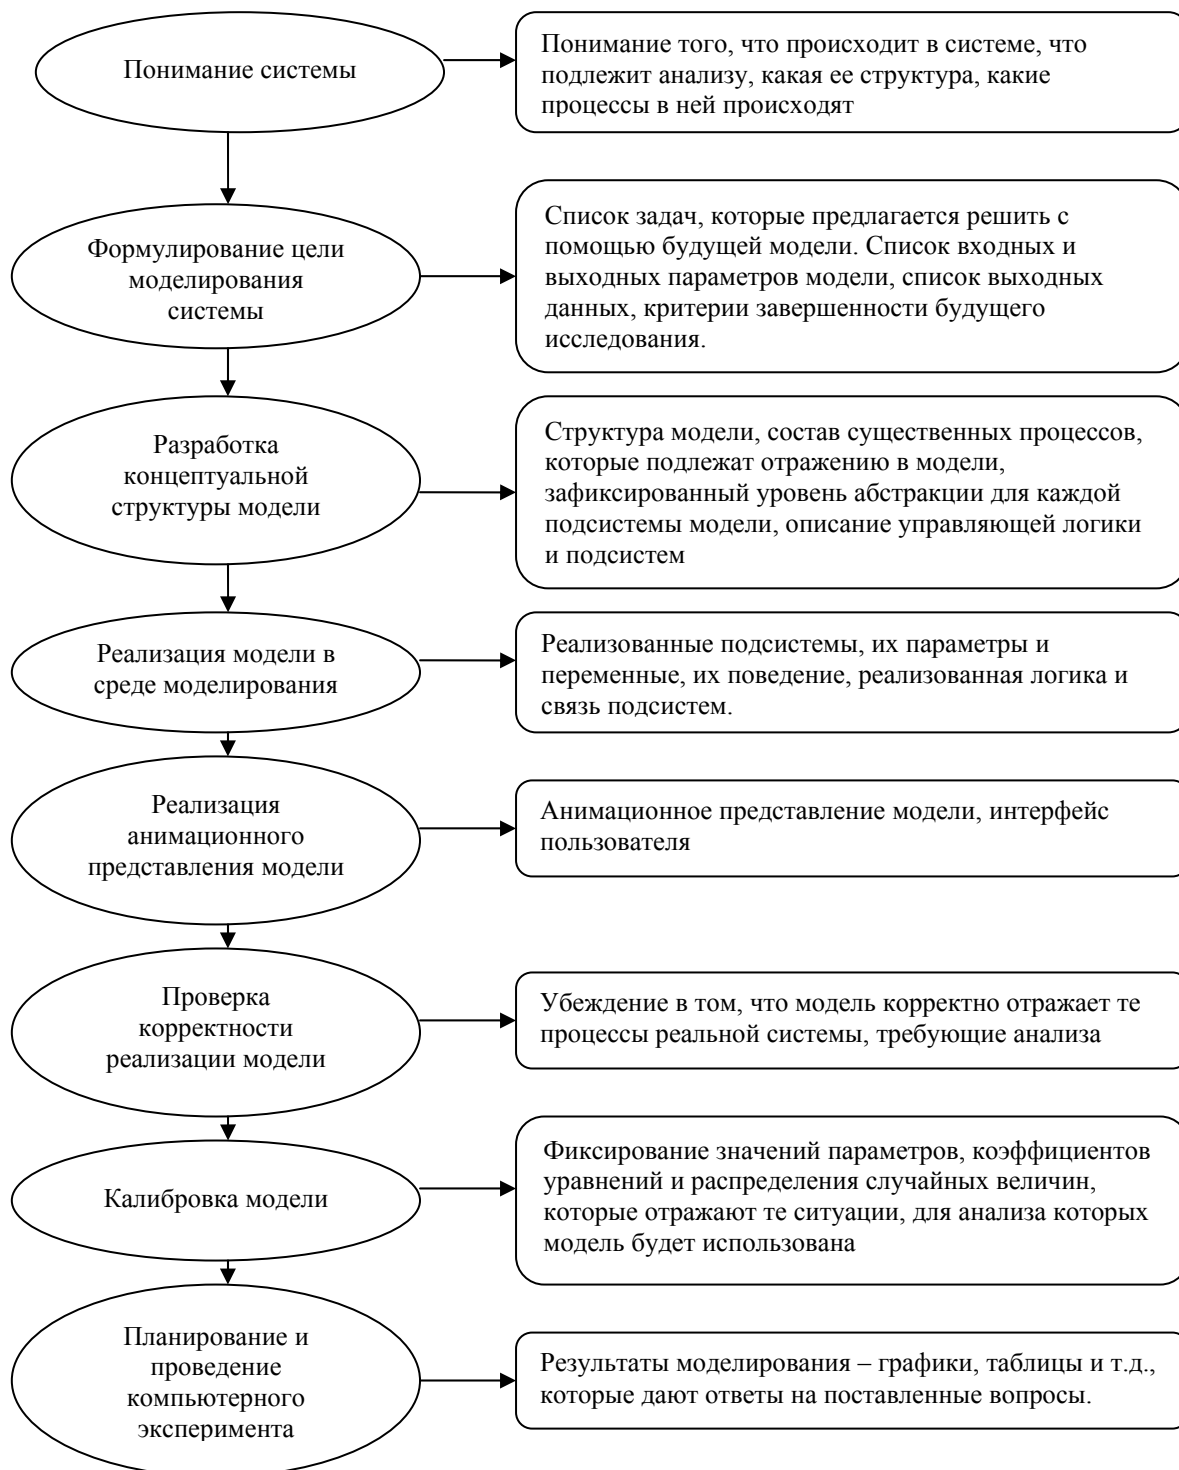 Понимание системы
Понимание того, что происходит в системе, что
подлежит анализу, какая ее структура, какие
процессы в ней происходят
Формулирование цели
моделирования
системы
Список задач, которые предлагается решить с
помощью будущей модели. Список входных и
выходных параметров модели, список выходных
данных, критерии завершенности будущего
исследования.
Разработка
концептуальной
структуры модели
Структура модели, состав существенных процессов,
которые подлежат отражению в модели,
зафиксированный уровень абстракции для каждой
подсистемы модели, описание управляющей логики
и подсистем
Реализация модели в
среде моделирования
Реализованные подсистемы, их параметры и
переменные, их поведение, реализованная логика и
связь подсистем.
Реализация
анимационного
представления модели
Анимационное представление модели, интерфейс
пользователя
Проверка
корректности
реализации модели
Убеждение в том, что модель корректно отражает те
процессы реальной системы, требующие анализа
Калибровка модели
Фиксирование значений параметров, коэффициентов
уравнений и распределения случайных величин,
которые отражают те ситуации, для анализа которых
модель будет использована
Планирование и
проведение
компьютерного
эксперимента
Результаты моделирования – графики, таблицы и т.д.,
которые дают ответы на поставленные вопросы.